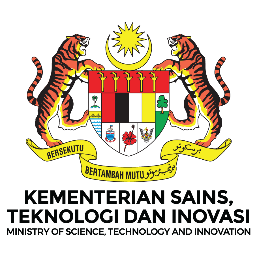 BERSEKUTU
BERTAMBAH MUTU
KEMENTERIAN SAINS,
TEKNOLOGI DAN INOVASI
MINISTRY OF SCIENCE, TECHNOLOGY AND INNOVATION